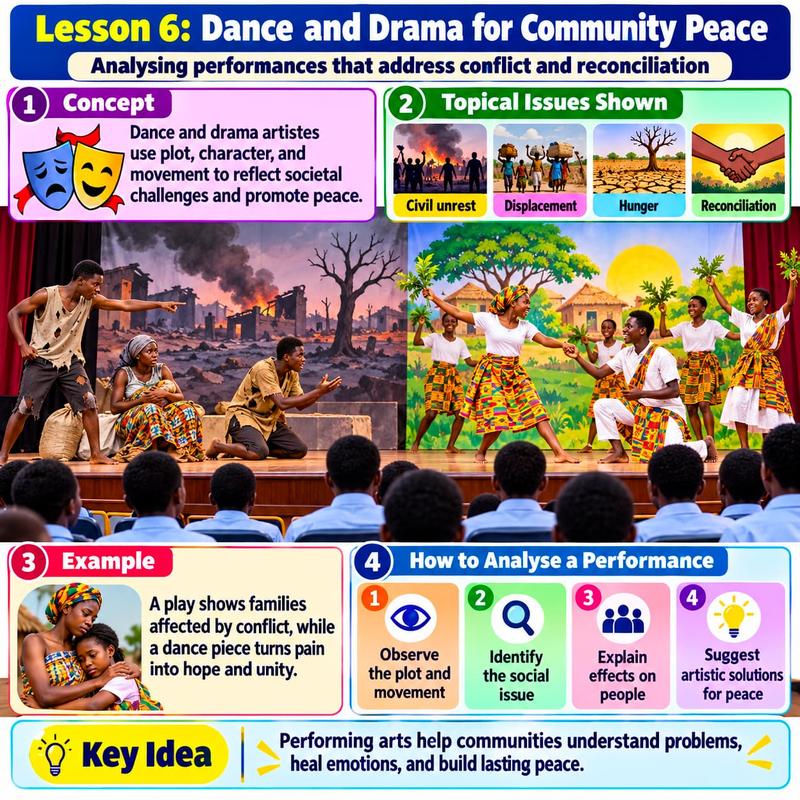 Lesson 6: Dance and Drama for Community Peace
Analysing performances that address conflict and reconciliation
1 Concept
Dance and drama artistes
use plot, character, and
movement to reflect societal
challenges and promote peace.
2 Topical Issues Shown
Civil unrest
Displacement
Hunger
Reconciliation
3 Example
A play shows families
affected by conflict, while
a dance piece turns pain
into hope and unity.
4 How to Analyse a Performance
1
Observe
the plot and
movement
2
Identify
the social
issue
3
Explain
effects on
people
4
Suggest
artistic solutions
for peace
Key Idea
Performing arts help communities understand problems,
heal emotions, and build lasting peace.